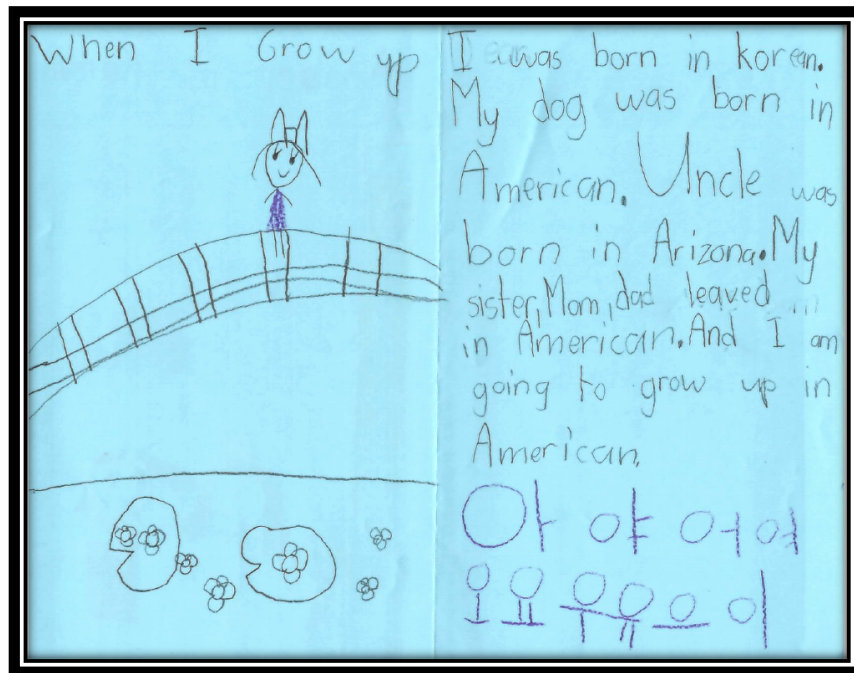 When I Grow up
I was born in korean.
My dog was born in
American. Uncle was
born in Arizona. My
sister, Mom, dad leaved
in American. And I am
going to grow up in
American.
아 야 어 여
오 요 우 유 으 이